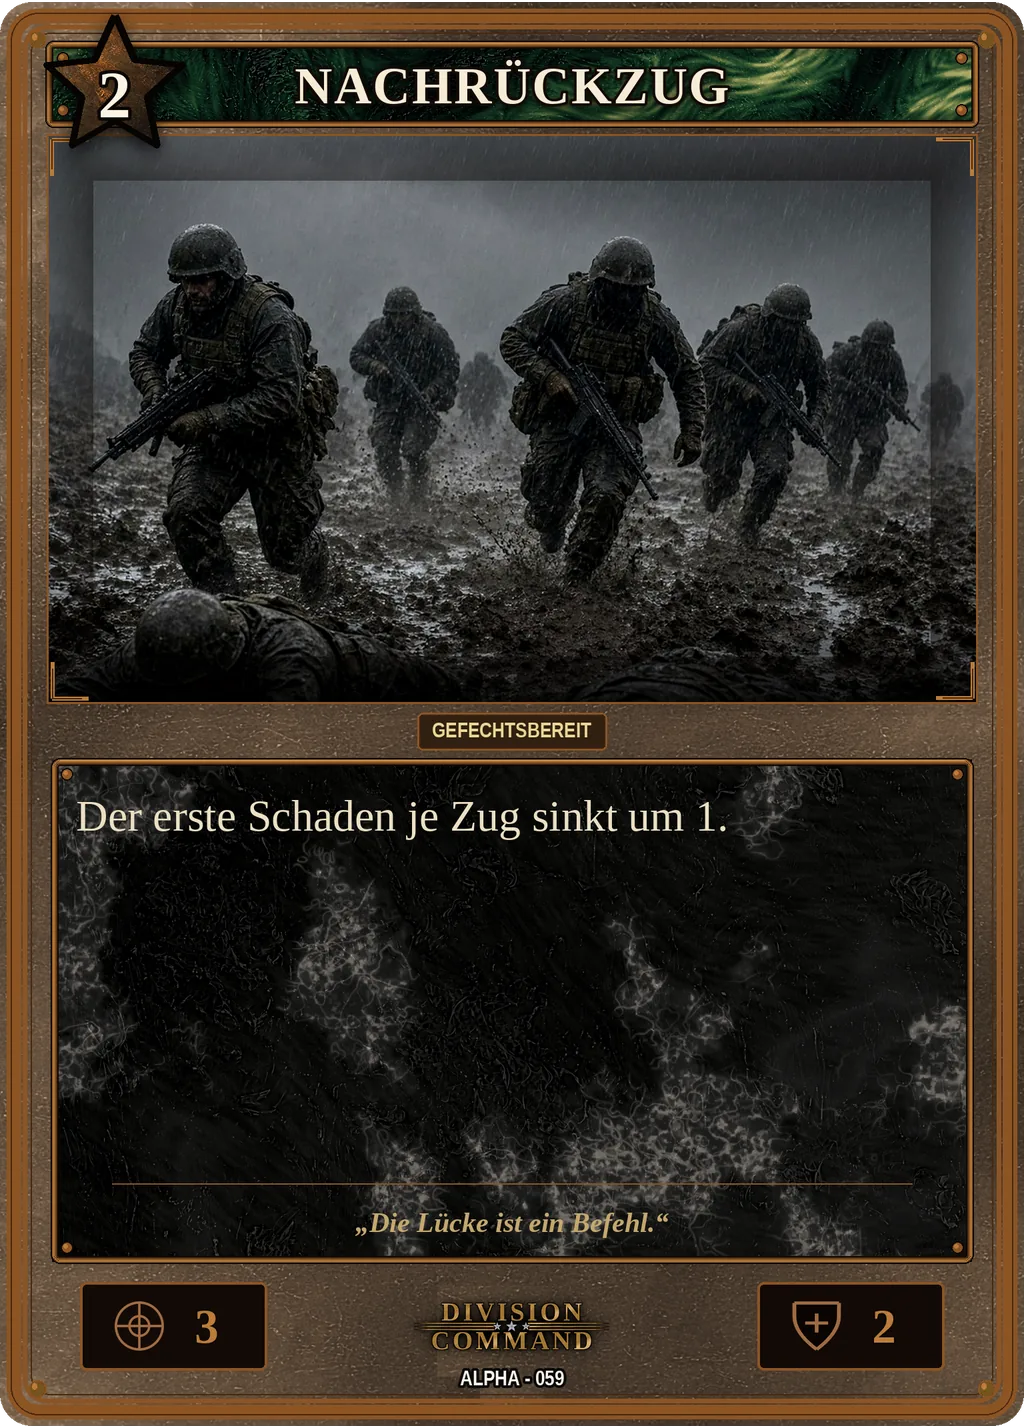 2
NACHRÜCKZUG
GEFECHTSBEREIT
Der erste Schaden je Zug sinkt um 1.
„Die Lücke ist ein Befehl.“
3
DIVISION
COMMAND
2
ALPHA - 059